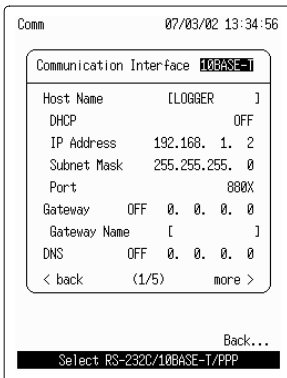 Comm 07/03/02 13:34:56
Communication Interface 10BASE-T
Host Name [LOGGER ]
DHCP OFF
IP Address 192.168. 1. 2
Subnet Mask 255.255.255. 0
Port 880X
Gateway OFF 0. 0. 0. 0
Gateway Name [ ]
DNS OFF 0. 0. 0. 0
< back (1/5) more >
Back...
Select RS-232C/10BASE-T/PPP